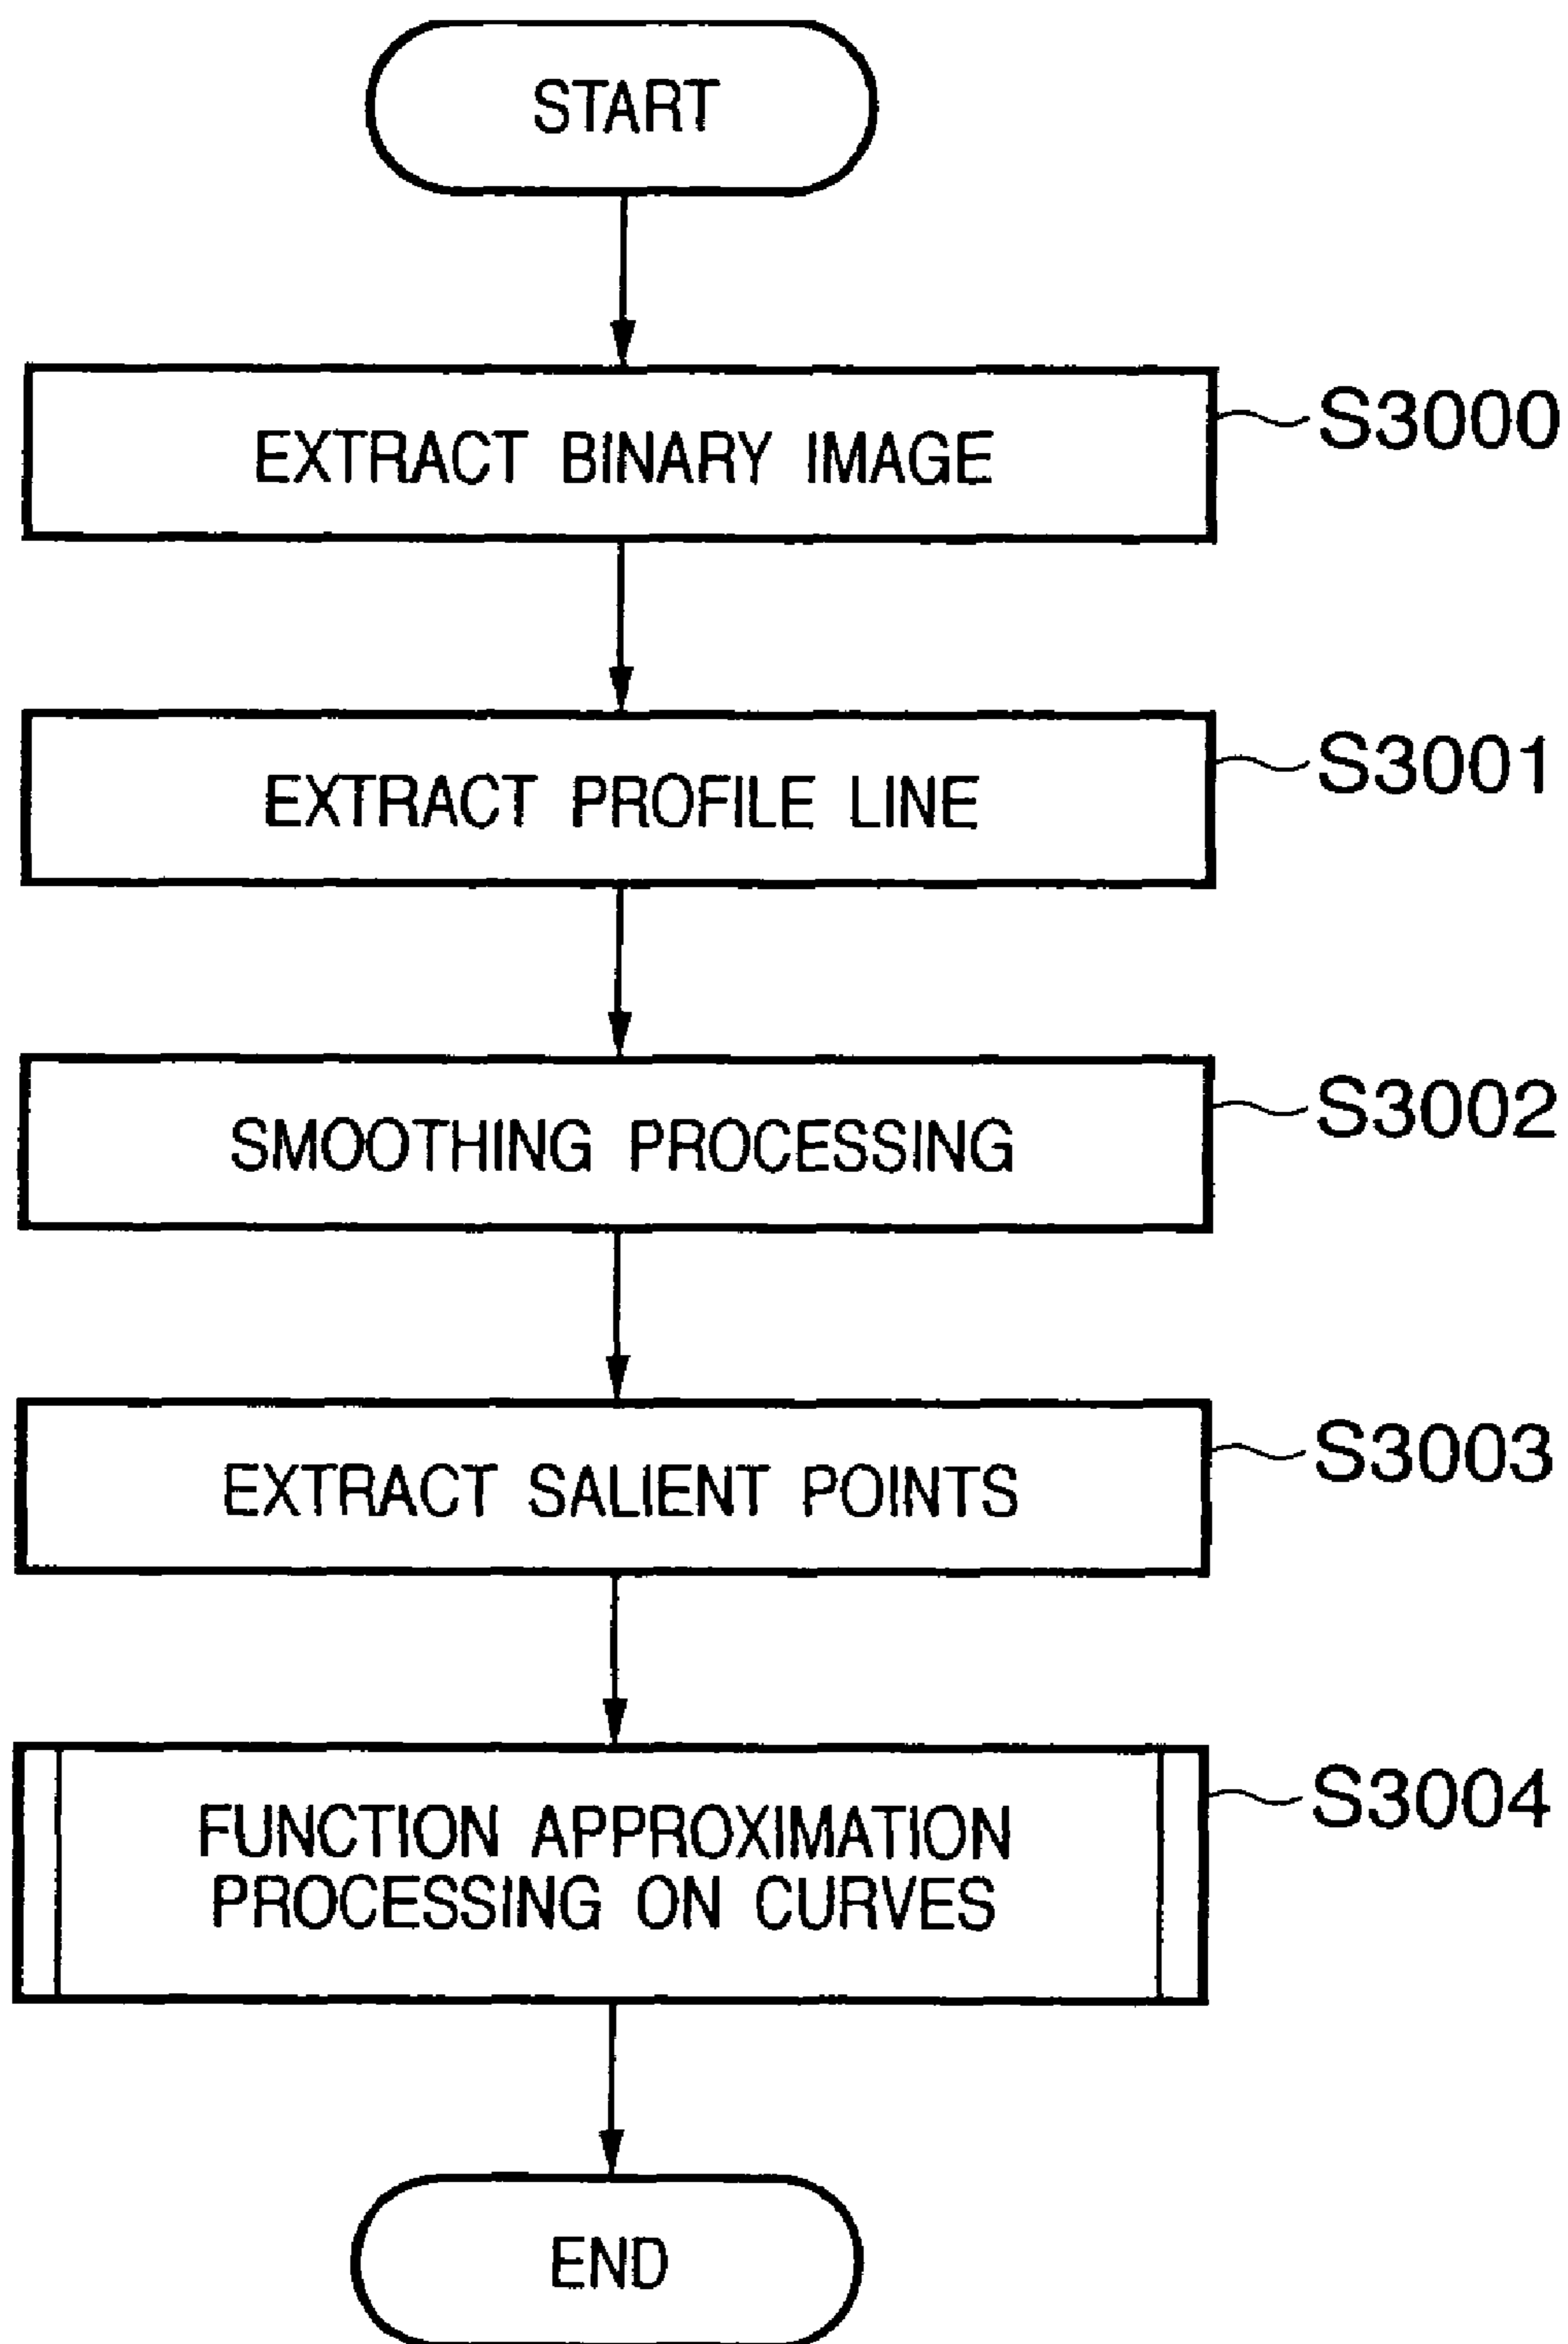 START
EXTRACT BINARY IMAGE
S3000
EXTRACT PROFILE LINE
S3001
SMOOTHING PROCESSING
S3002
EXTRACT SALIENT POINTS
S3003
FUNCTION APPROXIMATION
PROCESSING ON CURVES
S3004
END